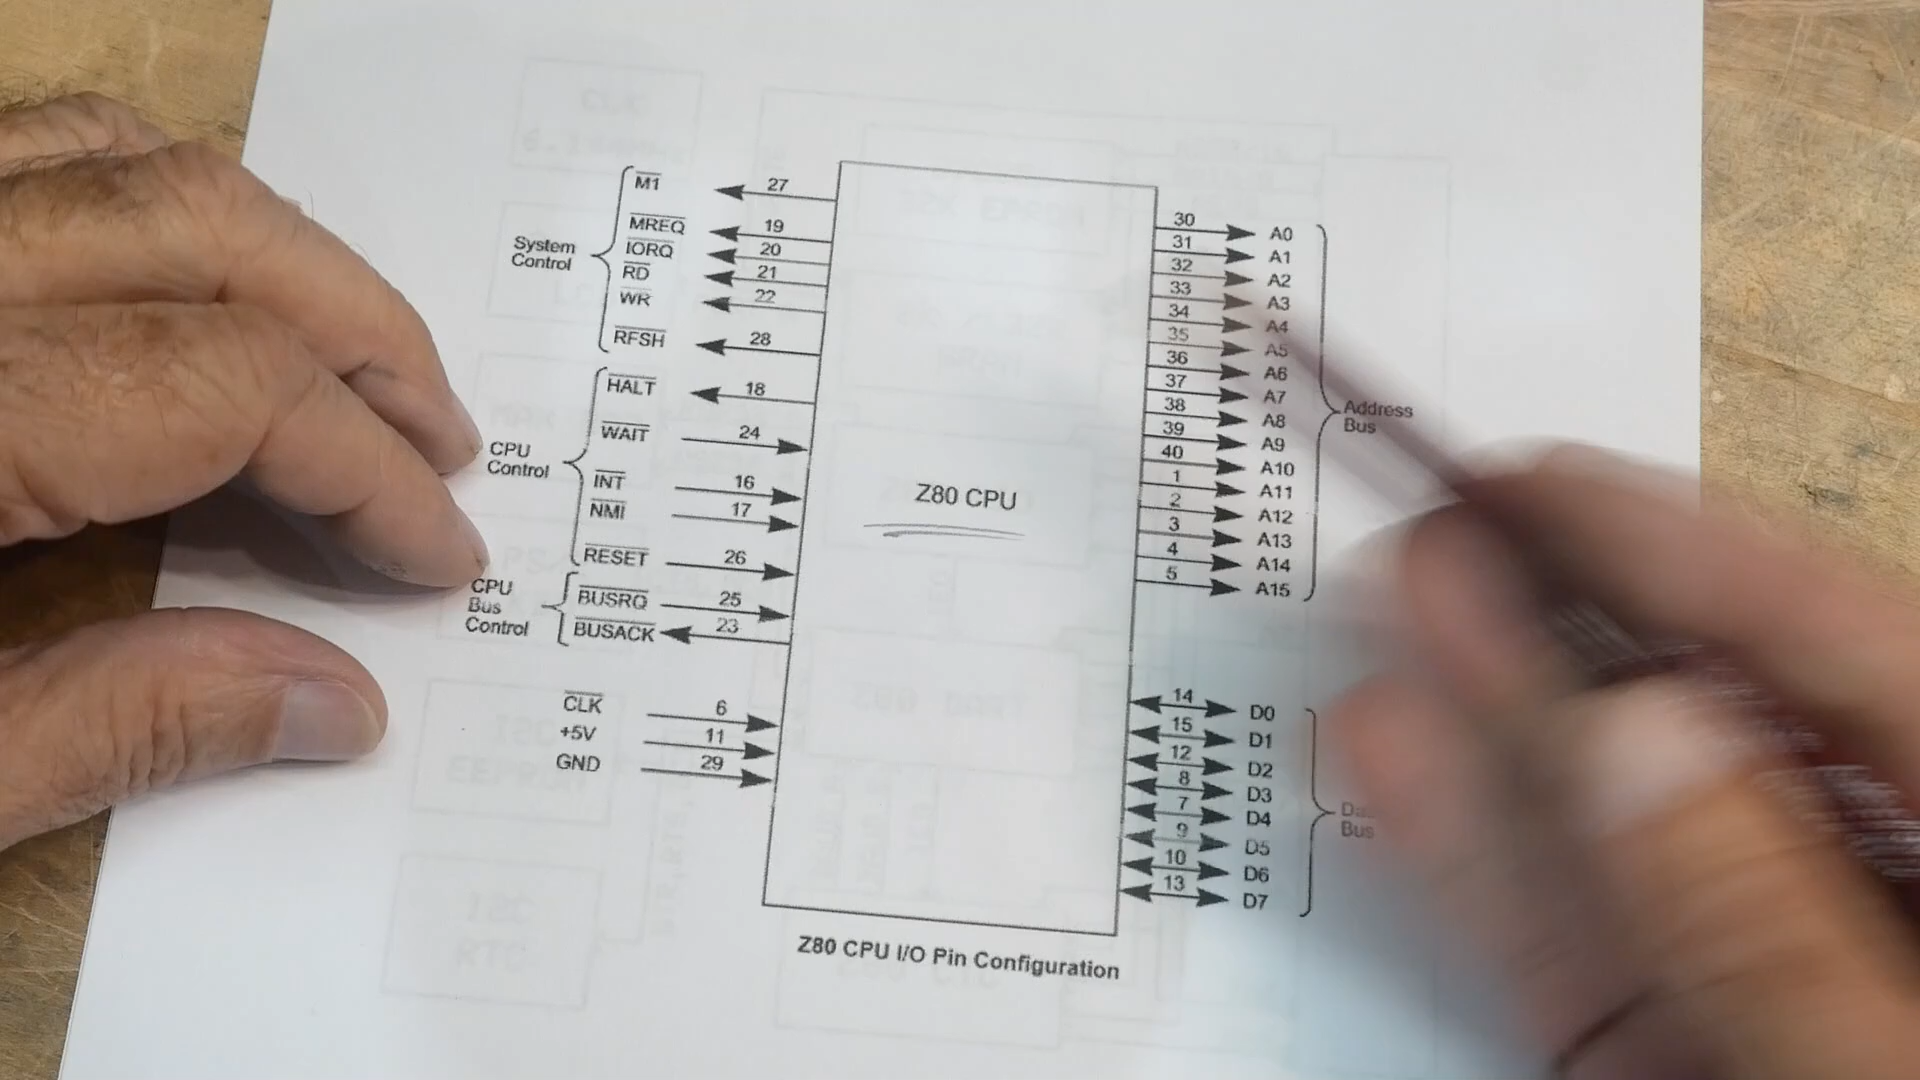 System
Control
M1 27
MREQ 19
IORQ 20
RD 21
WR 22
RFSH 28
CPU
Control
HALT 18
WAIT 24
INT 16
NMI 17
RESET 26
CPU
Bus
Control
BUSRQ 25
BUSACK 23
CLK 6
+5V 11
GND 29
Z80 CPU
30 A0
31 A1
32 A2
33 A3
34 A4
35 A5
36 A6
37 A7
38 A8
39 A9
40 A10
1 A11
2 A12
3 A13
4 A14
5 A15
Address
Bus
14 D0
15 D1
12 D2
8 D3
7 D4
9 D5
10 D6
13 D7
Bus
Z80 CPU I/O Pin Configuration